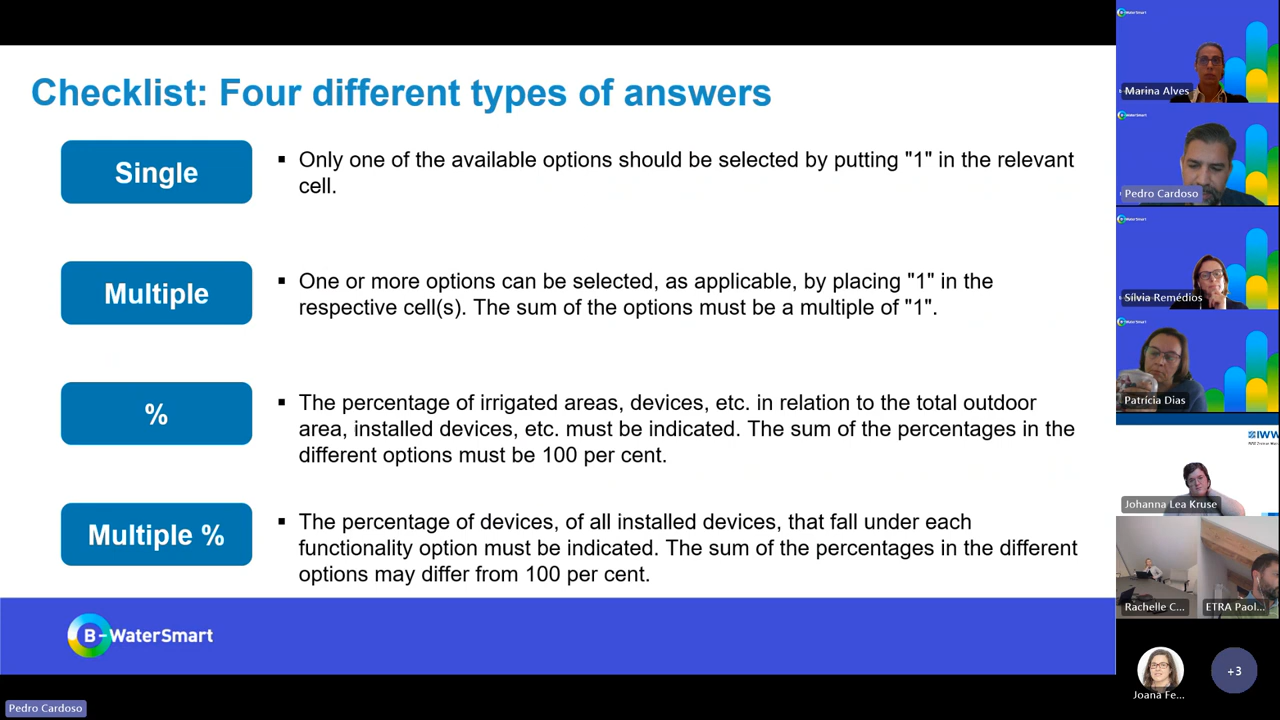 Checklist: Four different types of answers
Single
▪ Only one of the available options should be selected by putting "1" in the relevant
cell.
Multiple
▪ One or more options can be selected, as applicable, by placing "1" in the
respective cell(s). The sum of the options must be a multiple of "1".
%
▪ The percentage of irrigated areas, devices, etc. in relation to the total outdoor
area, installed devices, etc. must be indicated. The sum of the percentages in the
different options must be 100 per cent.
Multiple %
▪ The percentage of devices, of all installed devices, that fall under each
functionality option must be indicated. The sum of the percentages in the different
options may differ from 100 per cent.
B-WaterSmart
Pedro Cardoso
B-WaterSmart
Marina Alves
B-WaterSmart
Pedro Cardoso
B-WaterSmart
Sílvia Remédios
B-WaterSmart
Patrícia Dias
IWW
Johanna Lea Kruse
Rachelle C...
ETRA Paol...
Joana Fe...
+3